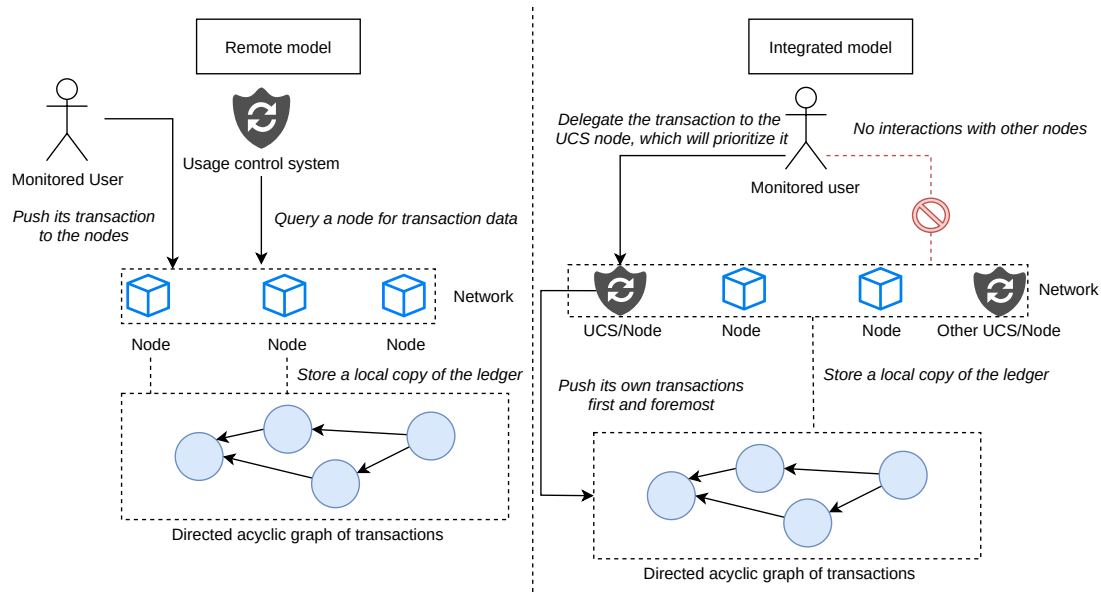 Remote model
Monitored User
Usage control system
Push its transaction
to the nodes
Query a node for transaction data
Network
Node
Node
Node
Store a local copy of the ledger
Directed acyclic graph of transactions
Integrated model
Delegate the transaction to the
UCS node, which will prioritize it
No interactions with other nodes
Monitored user
Network
UCS/Node
Node
Node
Other UCS/Node
Push its own transactions
first and foremost
Store a local copy of the ledger
Directed acyclic graph of transactions